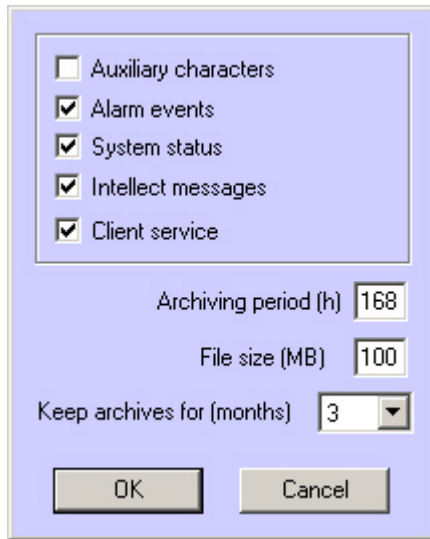 Auxiliary characters
Alarm events
System status
Intellect messages
Client service
Archiving period (h) 168
File size (MB) 100
Keep archives for (months) 3
OK Cancel